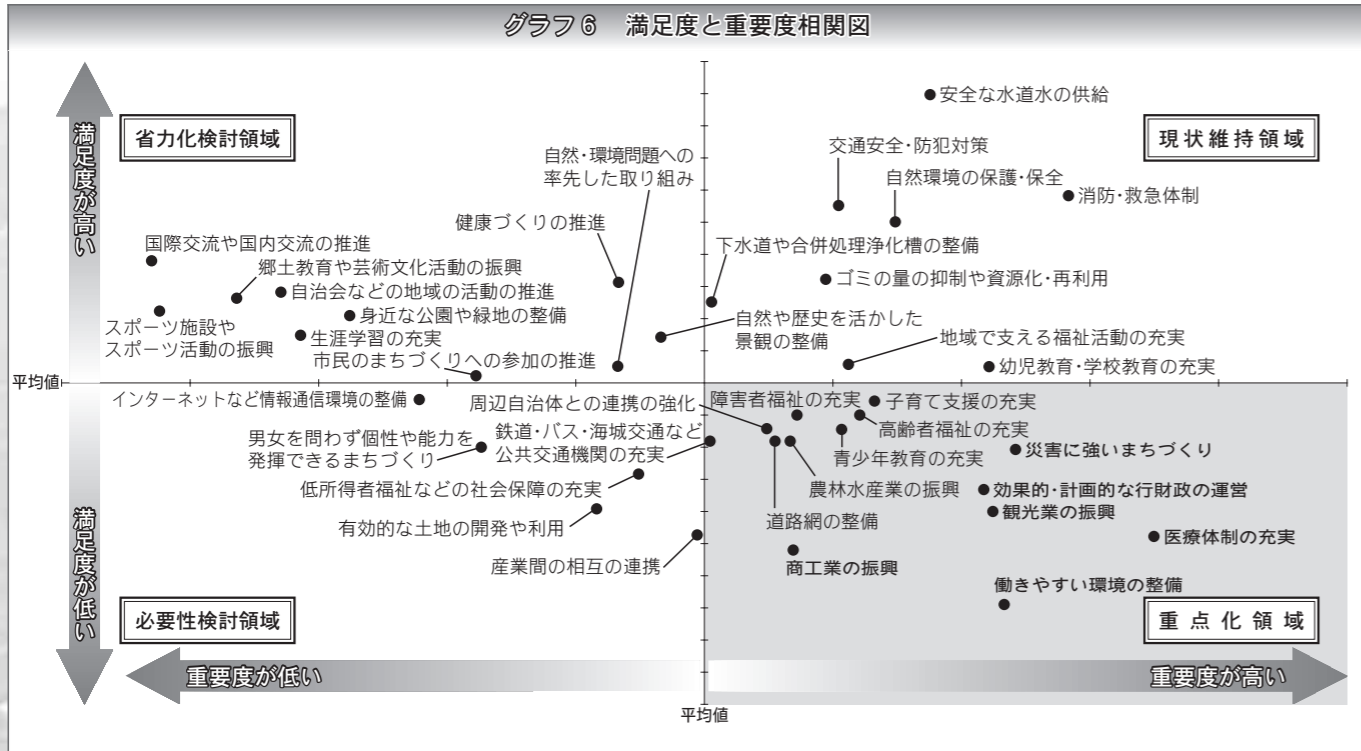 グラフ6 満足度と重要度相関図
満足度が高い
省力化検討領域
現状維持領域
安全な水道水の供給
交通安全・防犯対策
自然環境の保護・保全
消防・救急体制
自然・環境問題への
率先した取り組み
健康づくりの推進
下水道や合併処理浄化槽の整備
ゴミの量の抑制や資源化・再利用
国際交流や国内交流の推進
郷土教育や芸術文化活動の振興
自治会などの地域の活動の推進
身近な公園や緑地の整備
スポーツ施設や
スポーツ活動の振興
生涯学習の充実
市民のまちづくりへの参加の推進
自然や歴史を活かした
景観の整備
地域で支える福祉活動の充実
幼児教育・学校教育の充実
平均値
インターネットなど情報通信環境の整備
周辺自治体との連携の強化
障害者福祉の充実
子育て支援の充実
高齢者福祉の充実
男女を問わず個性や能力を
発揮できるまちづくり
鉄道・バス・海城交通など
公共交通機関の充実
青少年教育の充実
災害に強いまちづくり
低所得者福祉などの社会保障の充実
農林水産業の振興
効果的・計画的な行財政の運営
有効的な土地の開発や利用
道路網の整備
観光業の振興
産業間の相互の連携
商工業の振興
医療体制の充実
働きやすい環境の整備
満足度が低い
必要性検討領域
重点化領域
重要度が低い
重要度が高い
平均値